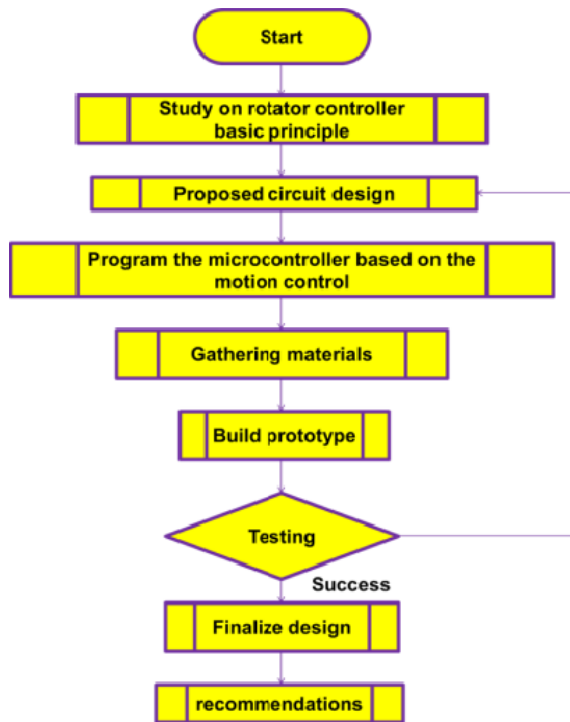 Start
Study on rotator controller
basic principle
Proposed circuit design
Program the microcontroller based on the
motion control
Gathering materials
Build prototype
Testing
Success
Finalize design
recommendations